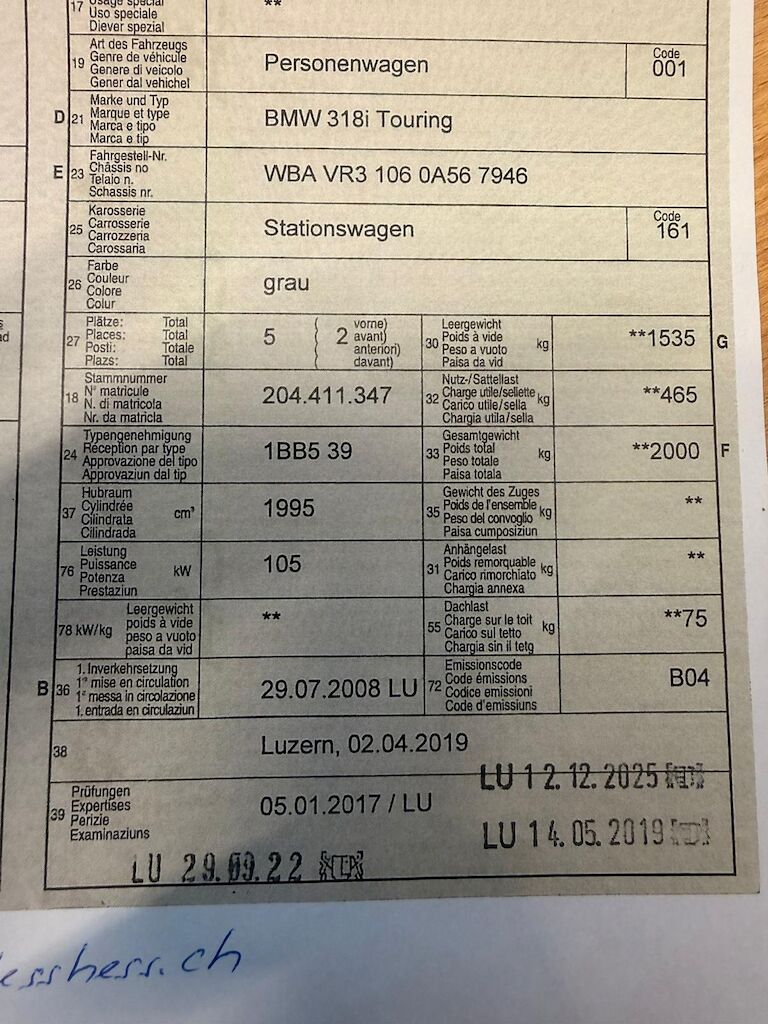 17
Uso speciale
Diever spezial
**
19
Art des Fahrzeugs
Genre de véhicule
Genere di veicolo
Gener dal vehichel
Personenwagen
Code
001
D
21
Marke und Typ
Marque et type
Marca e tipo
Marca e tip
BMW 318i Touring
E
23
Fahrgestell-Nr.
Châssis no
Telaio n.
Schassis nr.
WBA VR3 106 0A56 7946
25
Karosserie
Carrosserie
Carrozzeria
Carossaria
Stationswagen
Code
161
26
Farbe
Couleur
Colore
Colur
grau
27
Plätze: Total
Places: Total
Posti: Totale
Plazs: Total
5
2
vorne)
avant)
anteriori)
davant)
30
Leergewicht
Poids à vide
Peso a vuoto
Paisa da vid
kg
**1535
G
18
Stammnummer
N° matricule
N. di matricola
Nr. da matricla
204.411.347
32
Nutz-/Sattellast
Charge utile/sellette
Carico utile/sella
Chargia utila/sella
kg
**465
24
Typengenehmigung
Réception par type
Approvazione del tipo
Approvaziun dal tip
1BB5 39
33
Gesamtgewicht
Poids total
Peso totale
Paisa totala
kg
**2000
F
37
Hubraum
Cylindrée
Cilindrata
Cilindrada
cm³
1995
35
Gewicht des Zuges
Poids de l'ensemble
Peso del convoglio
Paisa cumposiziun
kg
**
76
Leistung
Puissance
Potenza
Prestaziun
kW
105
31
Anhängelast
Poids remorquable
Carico rimorchiato
Chargia annexa
kg
**
78 kW/kg
Leergewicht
poids à vide
peso a vuoto
paisa da vid
**
55
Dachlast
Charge sur le toit
Carico sul tetto
Chargia sin il tetg
kg
**75
B
36
1. Inverkehrsetzung
1re mise en circulation
1a messa in circolazione
1. entrada en circulaziun
29.07.2008 LU
72
Emissionscode
Code émissions
Codice emissioni
Code d'emissiuns
B04
38
Luzern, 02.04.2019
LU 12.12.2025
39
Prüfungen
Expertises
Perizie
Examinaziuns
05.01.2017 / LU
LU 14.05.2019
LU 29.09.22
esshess.ch